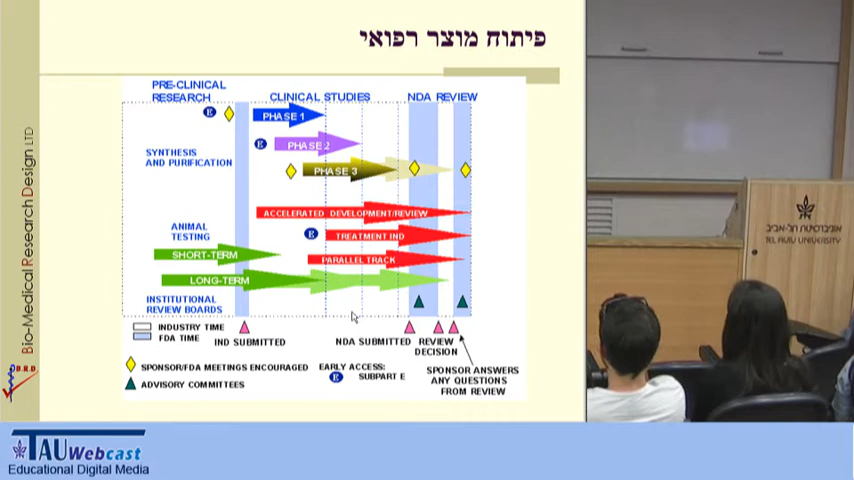 פיתוח מוצר רפואי
Bio-Medical Research Design LTD
B.R.D.
PRE-CLINICAL
RESEARCH
CLINICAL STUDIES
NDA REVIEW
E
PHASE 1
E
PHASE 2
SYNTHESIS
AND PURIFICATION
PHASE 3
ACCELERATED DEVELOPMENT/REVIEW
ANIMAL
TESTING
E
TREATMENT IND
SHORT-TERM
PARALLEL TRACK
LONG-TERM
INSTITUTIONAL
REVIEW BOARDS
INDUSTRY TIME
FDA TIME
IND SUBMITTED
NDA SUBMITTED
REVIEW
DECISION
SPONSOR/FDA MEETINGS ENCOURAGED
ADVISORY COMMITTEES
EARLY ACCESS:
E SUBPART E
SPONSOR ANSWERS
ANY QUESTIONS
FROM REVIEW
אוניברסיטת תל-אביב
TEL AVIV UNIVERSITY
TAU Webcast
Educational Digital Media